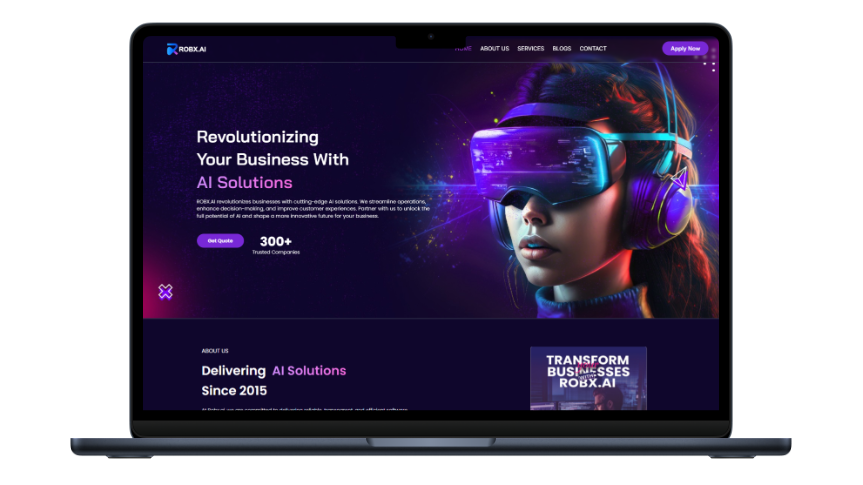 ROBX.AI
HOME ABOUT US SERVICES BLOGS CONTACT
Apply Now
Revolutionizing
Your Business With
AI Solutions
ROBX.AI revolutionizes businesses with cutting-edge AI solutions. We streamline operations,
enhance decision-making, and improve customer experiences. Partner with us to unlock the
full potential of AI and shape a more innovative future for your business.
Get Quote
300+
Trusted Companies
ABOUT US
Delivering AI Solutions
Since 2015
TRANSFORM
BUSINESSES
ROBX.AI